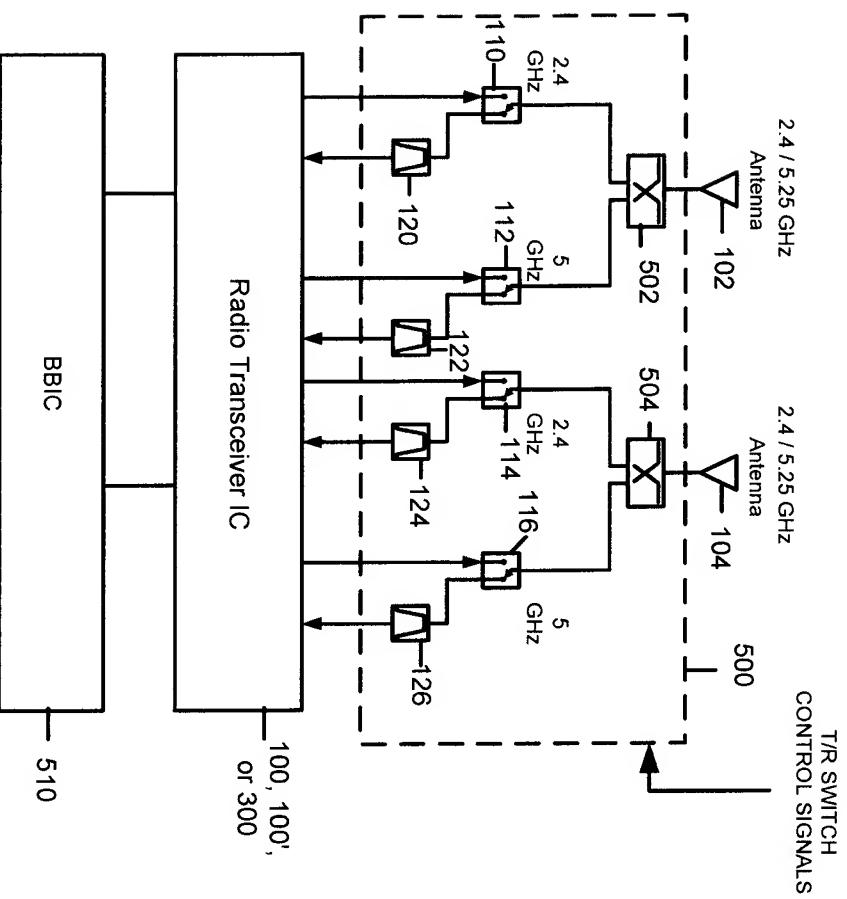 2.4 / 5.25 GHz
Antenna
102
2.4 / 5.25 GHz
Antenna
104
T/R SWITCH
CONTROL SIGNALS
502
504
500
110
2.4
GHz
112
5
GHz
114
2.4
GHz
116
5
GHz
120
122
124
126
Radio Transceiver IC
100, 100',
or 300
BBIC
510